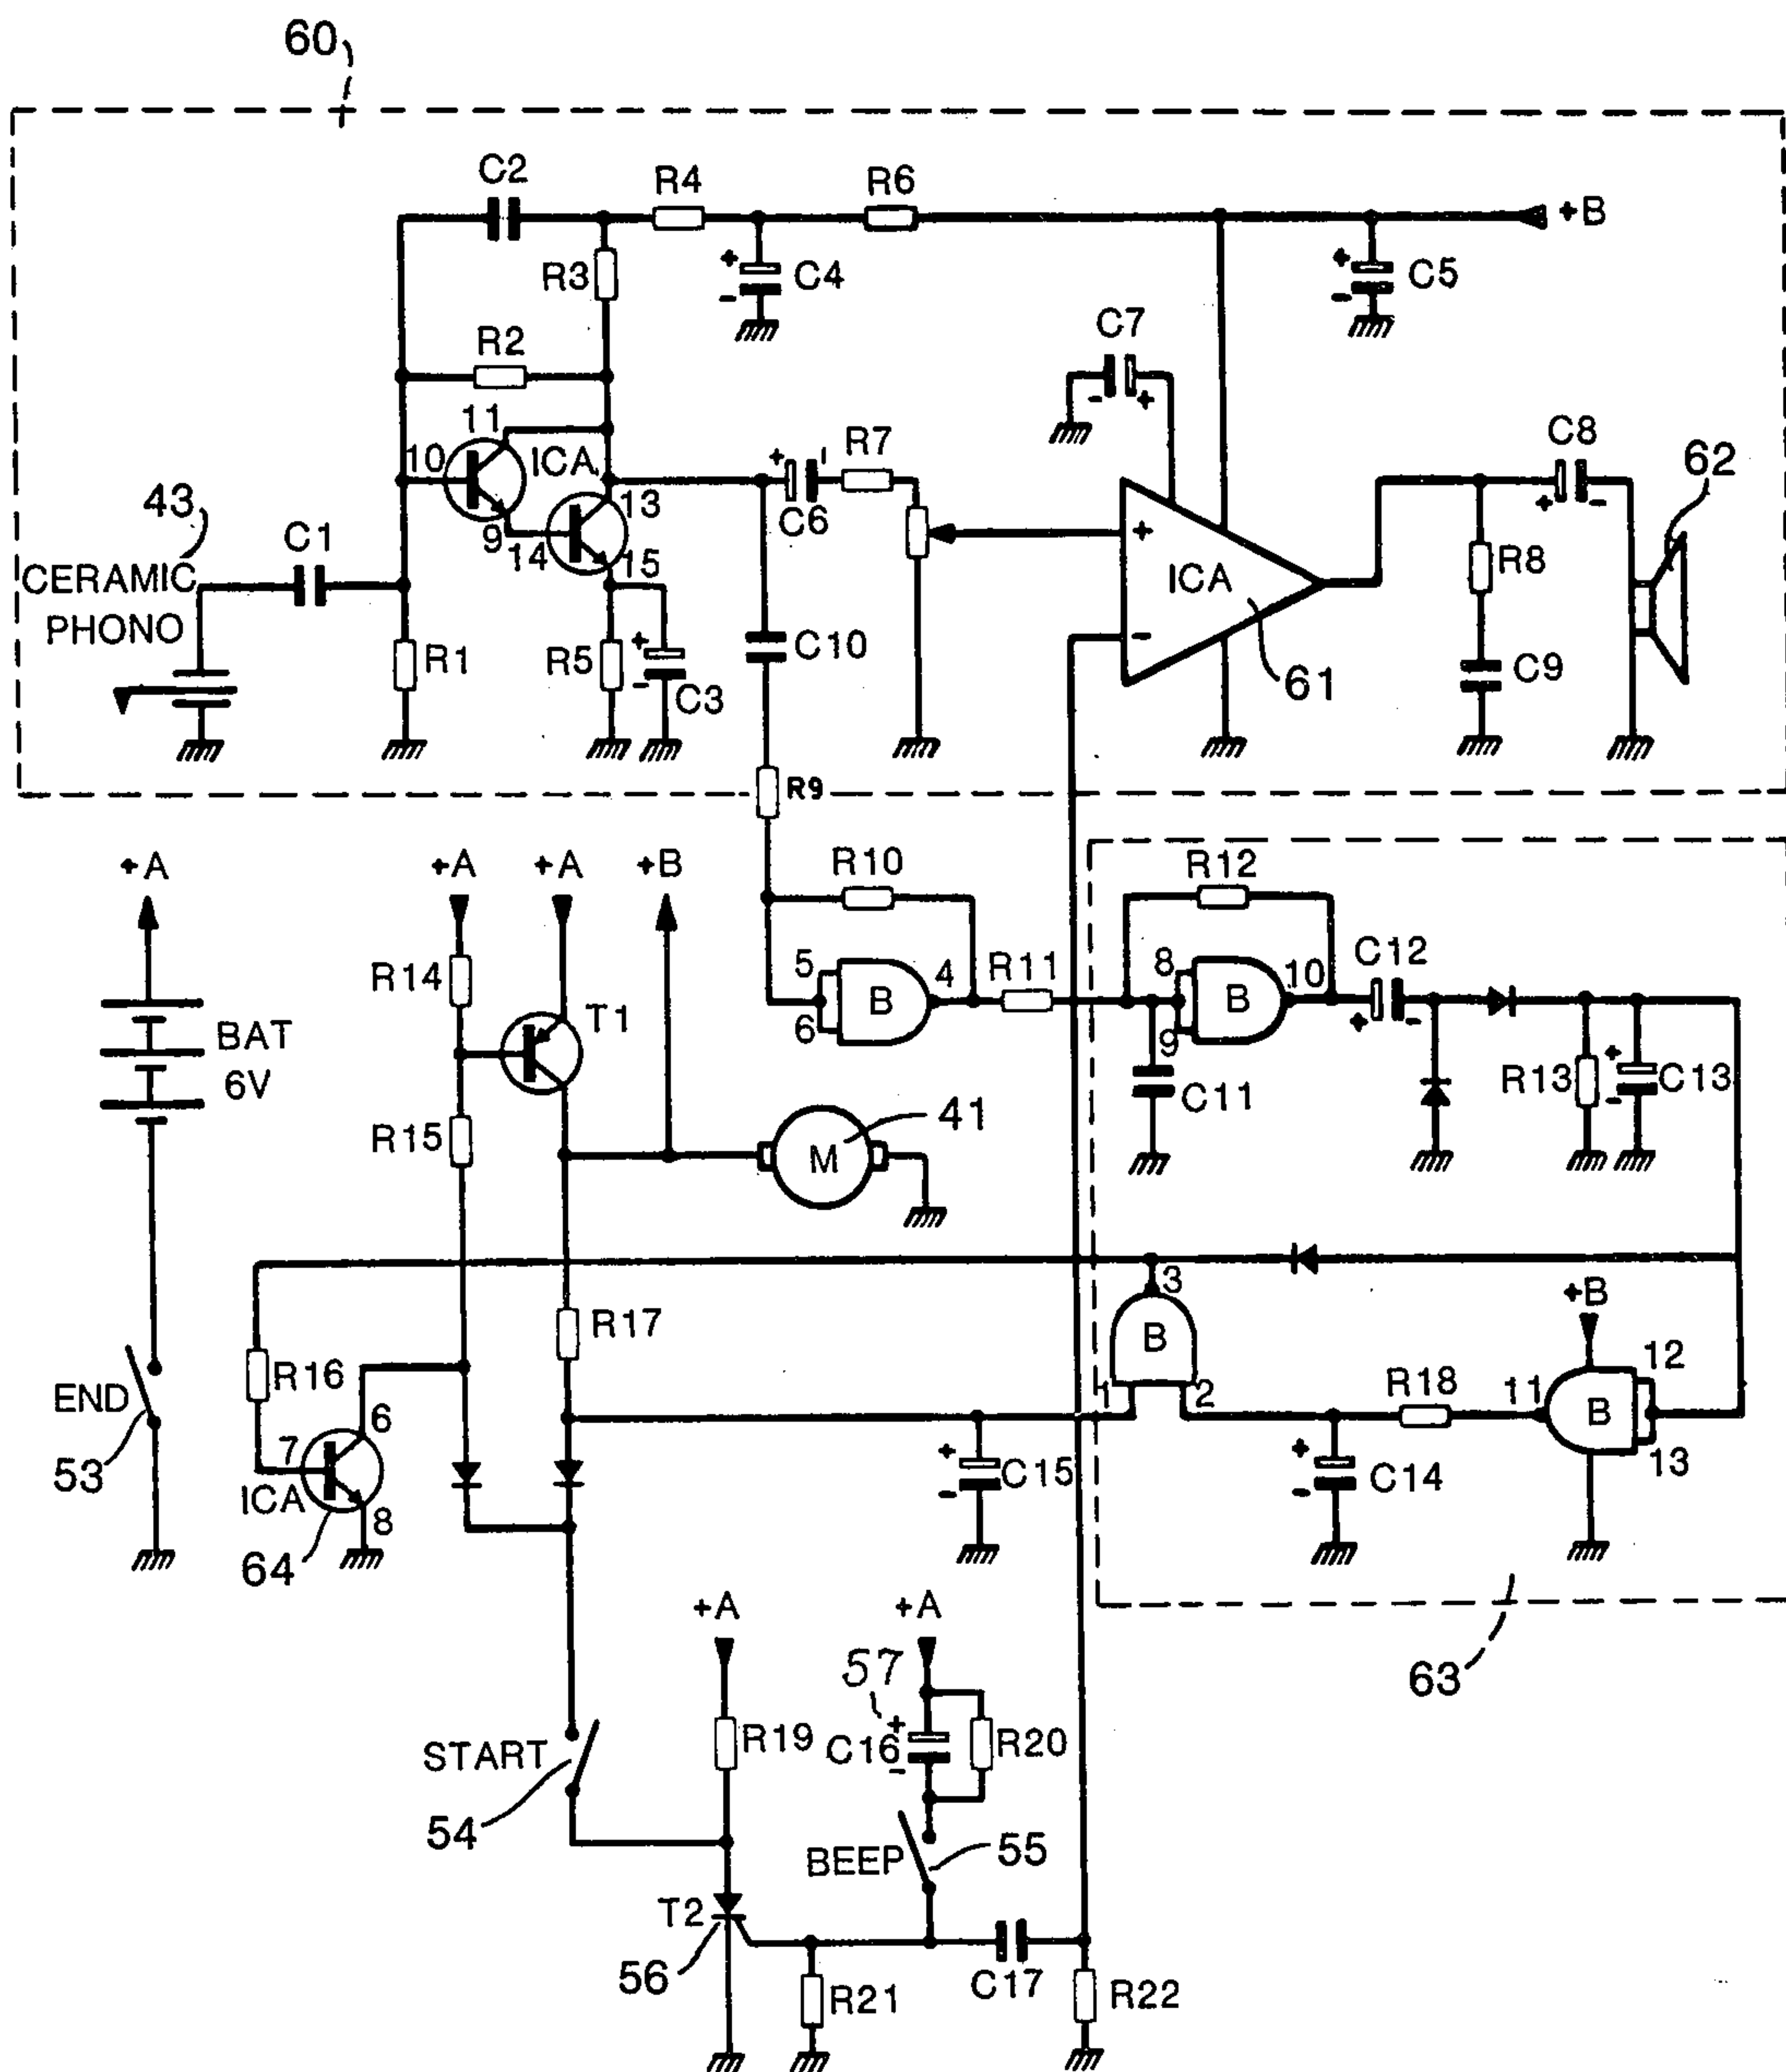 60
C2
R4
R6
+B
R3
+
-
C4
+
-
C5
C7
-
+
R2
11
10
ICA
R7
C8
62
43
+
-
C6
13
9
14
15
+
-
ICA
+
-
R8
C1
CERAMIC
PHONO
R1
R5
+
-
C3
C10
61
C9
R9
+A
+A
+A
+B
R10
R12
R14
5
6
B
4
R11
8
9
B
10
C12
+
-
T1
BAT
6V
R15
M
41
C11
R13
+
-
C13
3
+B
R17
B
12
R16
1
2
R18
11
B
13
END
53
6
7
ICA
8
+
-
C15
+
-
C14
64
+A
+A
57
63
START
R19
+
C16
-
R20
54
BEEP
55
T2
56
R21
C17
R22